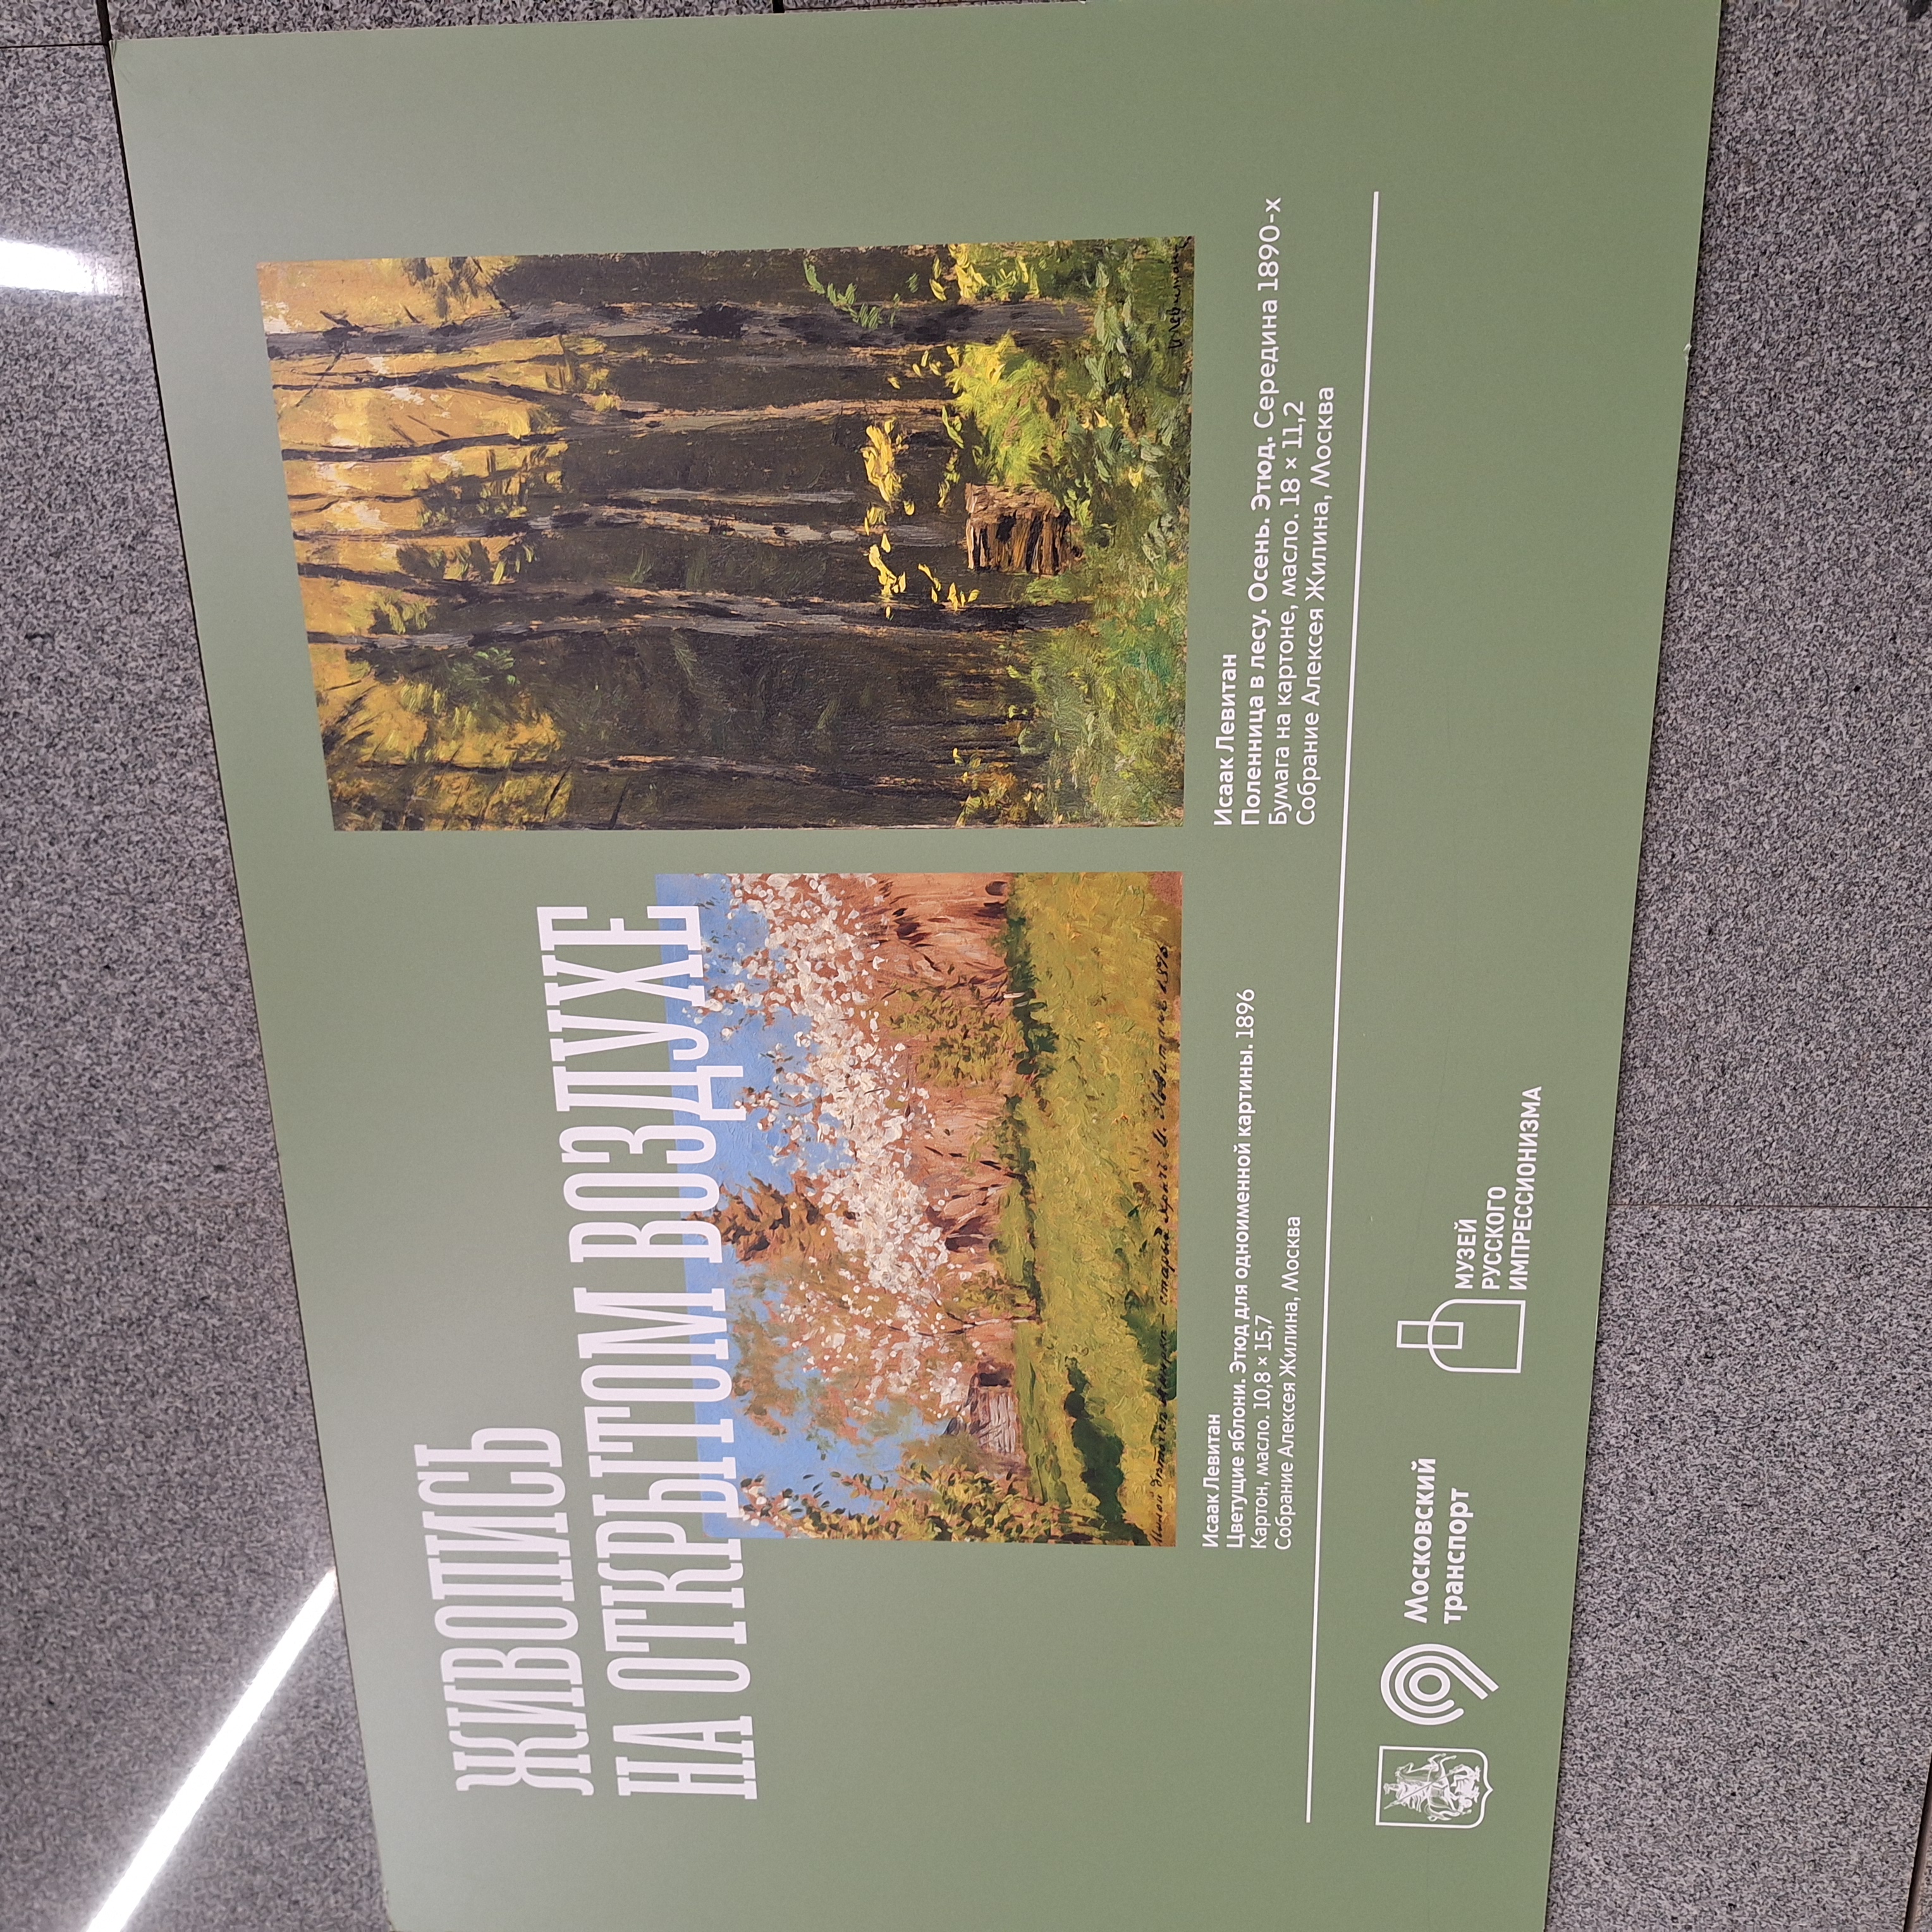 ЖИВОПИСЬ
НА ОТКРЫТОМ ВОЗДУХЕ
Исаак Левитан
Цветущие яблони. Этюд для одноименной картины. 1896
Картон, масло. 10,8 × 15,7
Собрание Алексея Жилина, Москва
Исаак Левитан
Поленница в лесу. Осень. Этюд. Середина 1890-х
Бумага на картоне, масло. 18 × 11,2
Собрание Алексея Жилина, Москва
Московский
транспорт
МУЗЕЙ
РУССКОГО
ИМПРЕССИОНИЗМА